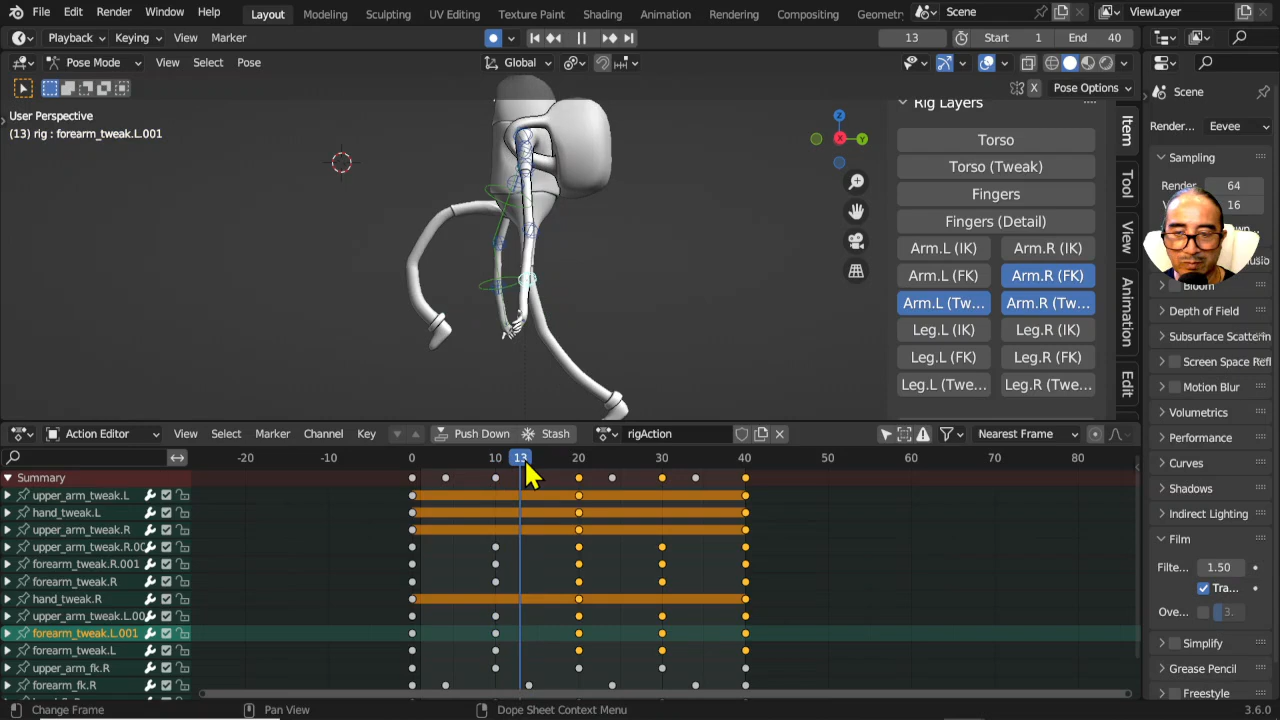 File Edit Render Window Help Layout Modeling Sculpting UV Editing Texture Paint Shading Animation Rendering Compositing Geometry Scene ViewLayer
Playback Keying View Marker 13 Start 1 End 40
Pose Mode View Select Pose Global
X Pose Options Scene
User Perspective
(13) rig : forearm_tweak.L.001
Rig Layers
Torso
Torso (Tweak)
Fingers
Fingers (Detail)
Arm.L (IK) Arm.R (IK)
Arm.L (FK) Arm.R (FK)
Arm.L (Tw... Arm.R (Tw...
Leg.L (IK) Leg.R (IK)
Leg.L (FK) Leg.R (FK)
Leg.L (Twe... Leg.R (Twe...
Item
Tool
View
Animation
Edit
Z
X
Y
Render... Eevee
Sampling
Render 64
16
Bloom
Depth of Field
Subsurface Scatterin
Screen Space Refl
Motion Blur
Volumetrics
Performance
Curves
Shadows
Indirect Lighting
Film
Filte... 1.50
Tra...
Ove... 3.
Simplify
Grease Pencil
Freestyle
Action Editor View Select Marker Channel Key Push Down Stash rigAction Nearest Frame
-20 -10 0 10 13 20 30 40 50 60 70 80
Summary
upper_arm_tweak.L
hand_tweak.L
upper_arm_tweak.R
upper_arm_tweak.R.00
forearm_tweak.R.001
forearm_tweak.R
hand_tweak.R
upper_arm_tweak.L.00
forearm_tweak.L.001
forearm_tweak.L
upper_arm_fk.R
forearm_fk.R
Change Frame Pan View Dope Sheet Context Menu 3.6.0